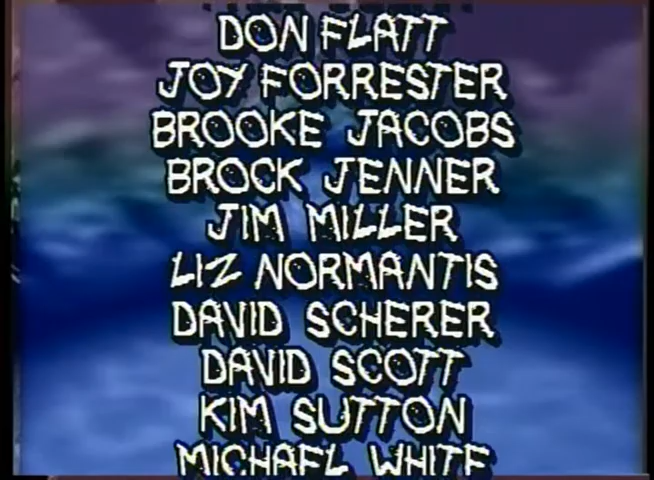 DON FLATT
JOY FORRESTER
BROOKE JACOBS
BROCK JENNER
JIM MILLER
LIZ NORMANTIS
DAVID SCHERER
DAVID SCOTT
KIM SUTTON
MICHAEL WHITE